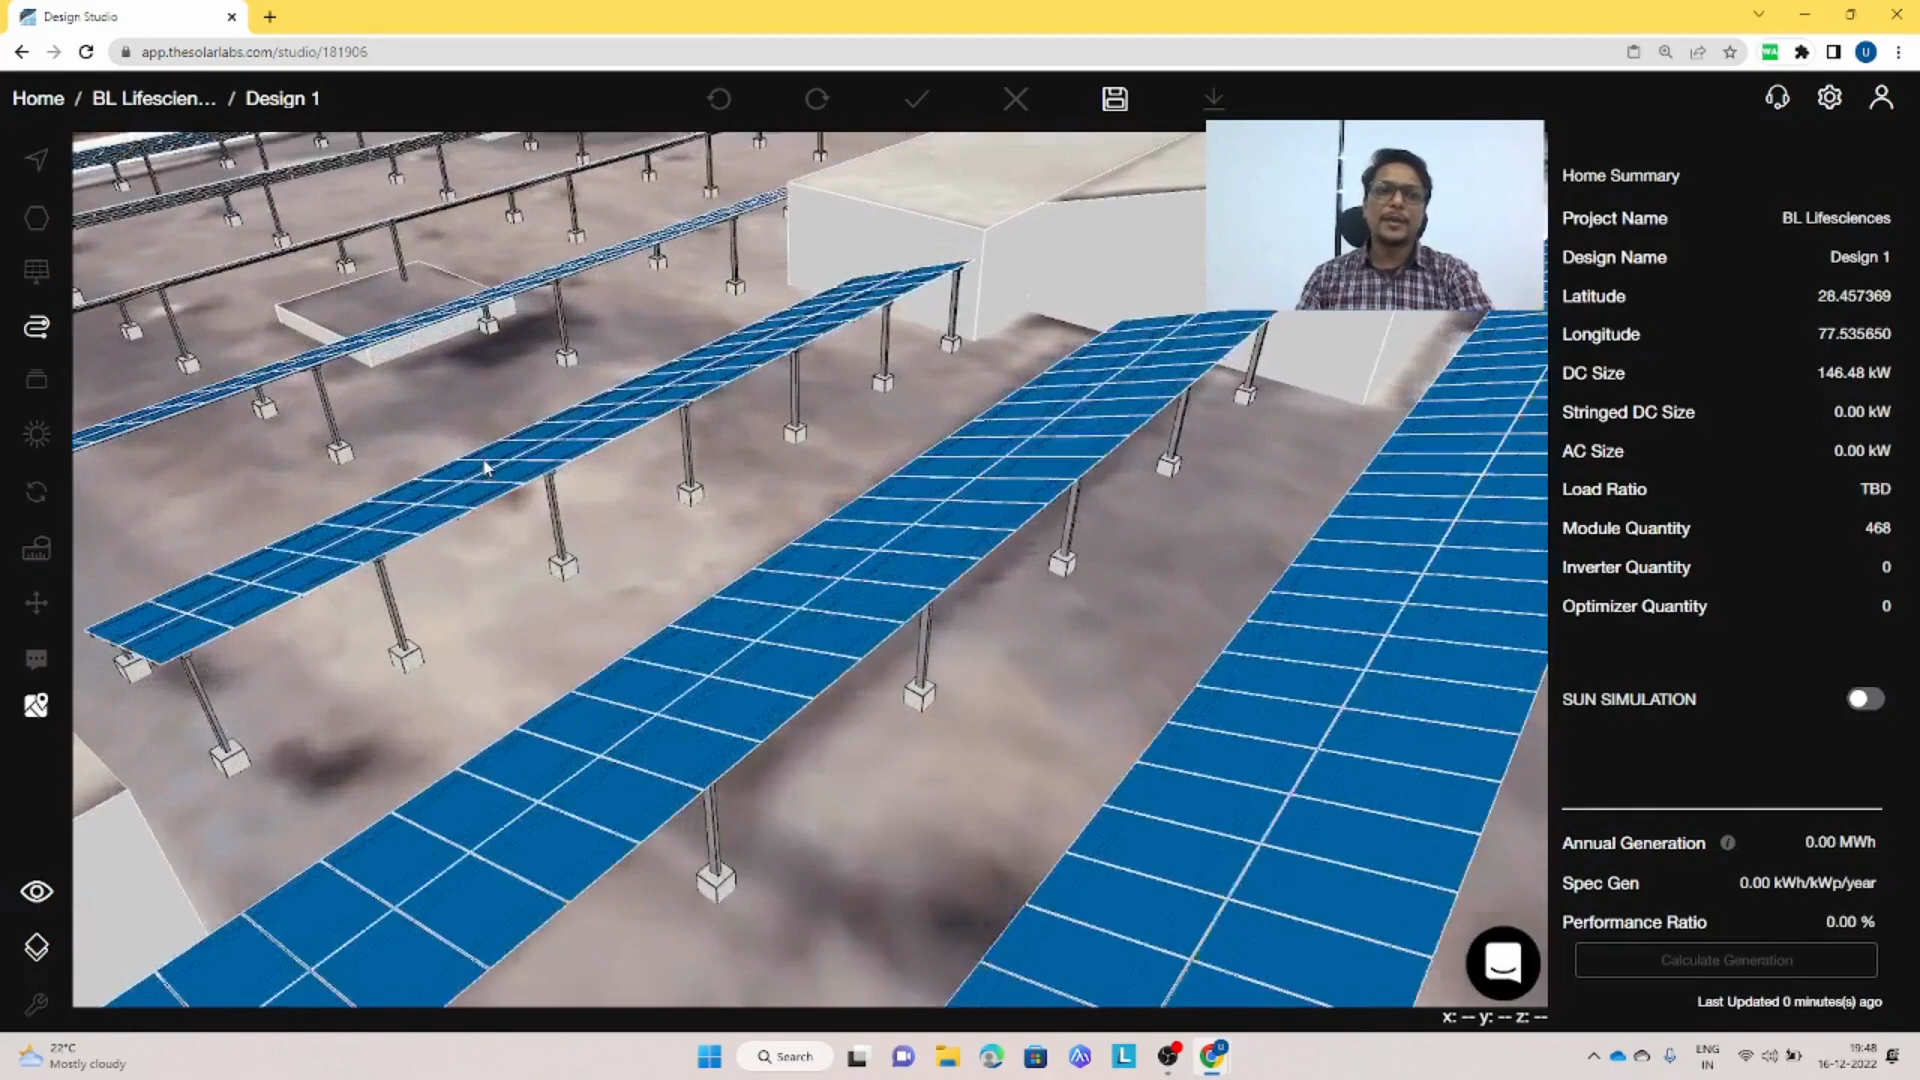 Design Studio
app.thesolarlabs.com/studio/181906
WA
U
Home / BL Lifescien... / Design 1
Home Summary
Project Name BL Lifesciences
Design Name Design 1
Latitude 28.457369
Longitude 77.535650
DC Size 146.48 kW
Stringed DC Size 0.00 kW
AC Size 0.00 kW
Load Ratio TBD
Module Quantity 468
Inverter Quantity 0
Optimizer Quantity 0
SUN SIMULATION
Annual Generation 0.00 MWh
Spec Gen 0.00 kWh/kWp/year
Performance Ratio 0.00 %
Calculate Generation
Last Updated 0 minutes(s) ago
x: -- y: -- z: --
22°C
Mostly cloudy
Search
L
U
ENG
IN
19:48
16-12-2022